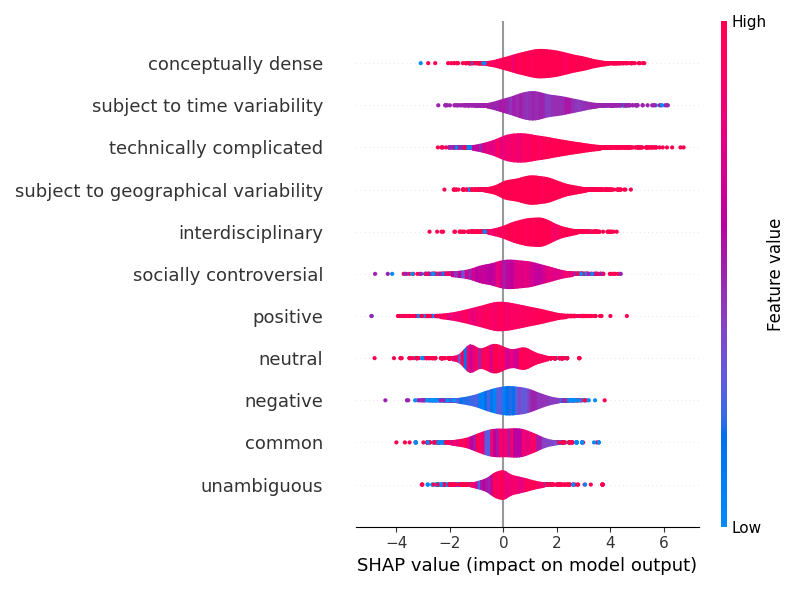 High
conceptually dense
subject to time variability
technically complicated
subject to geographical variability
interdisciplinary
socially controversial
positive
neutral
negative
common
unambiguous
Feature value
Low
−4 −2 0 2 4 6
SHAP value (impact on model output)